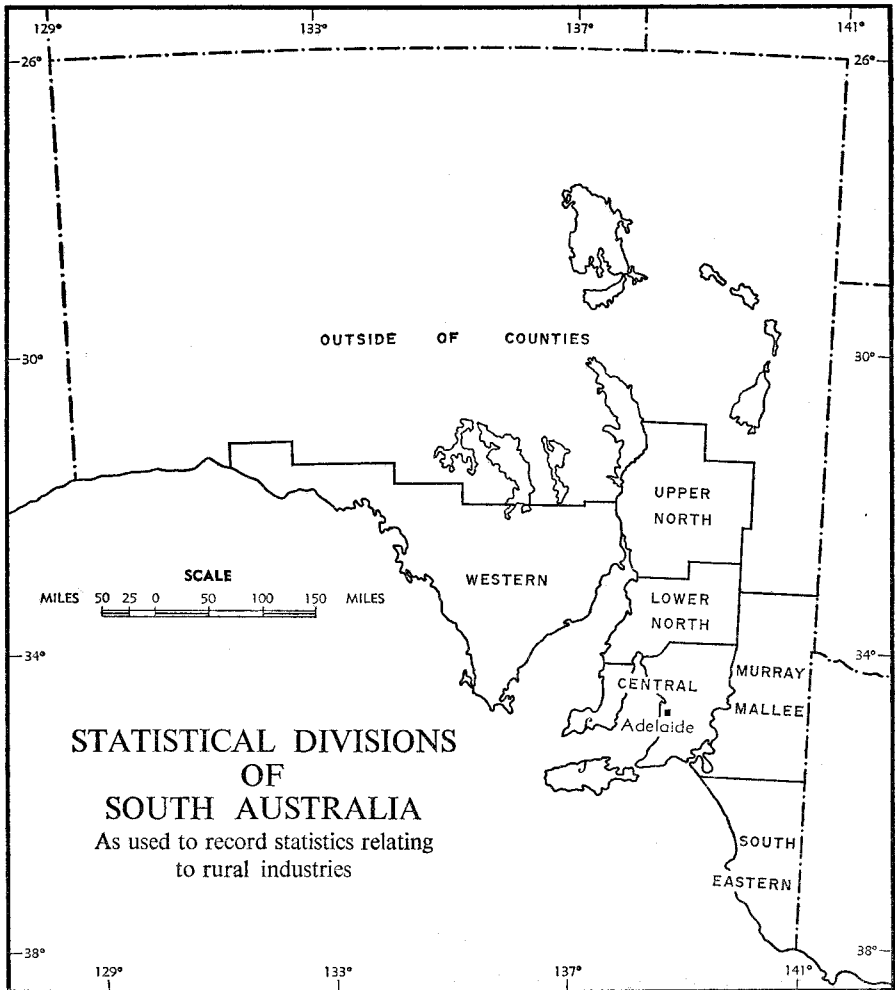 129° 133° 137° 141°
26° 26°
OUTSIDE OF COUNTIES
30° 30°
UPPER
NORTH
SCALE
WESTERN
MILES 50 25 0 50 100 150 MILES
LOWER
NORTH
34° 34°
MURRAY
CENTRAL
MALLEE
Adelaide
STATISTICAL DIVISIONS
OF
SOUTH AUSTRALIA
As used to record statistics relating
to rural industries
SOUTH
EASTERN
38° 38°
129° 133° 137° 141°